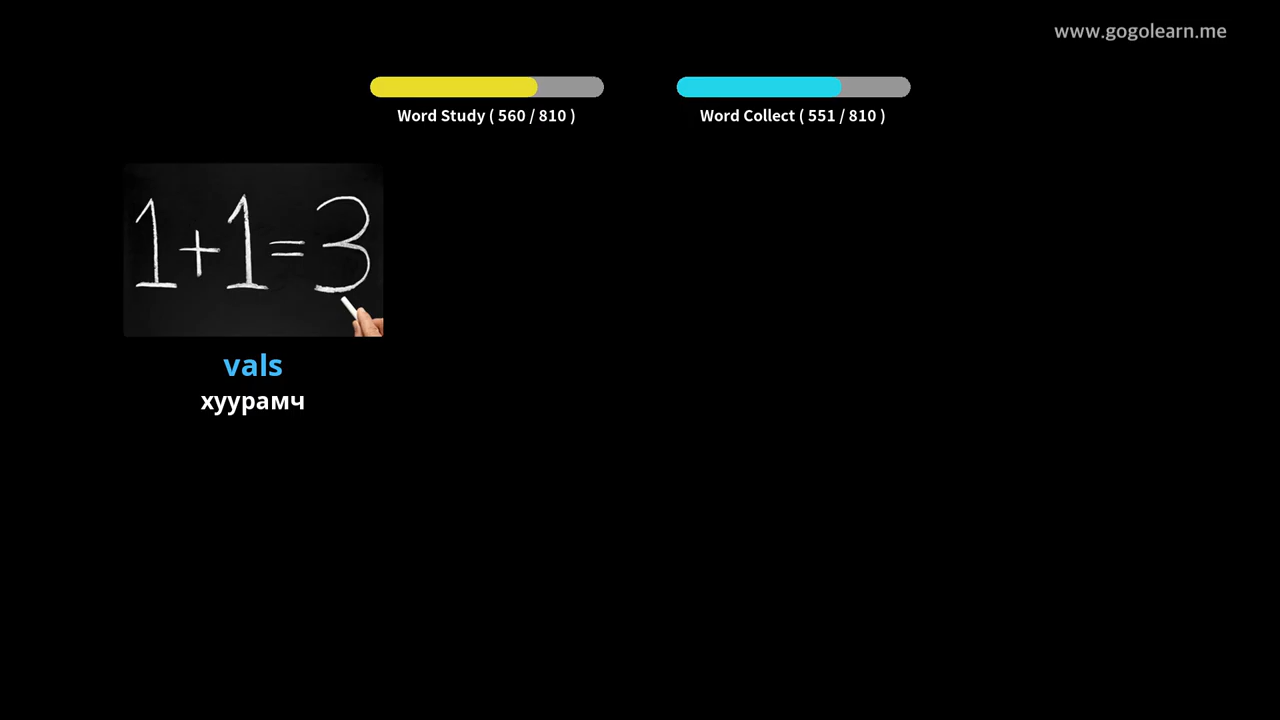 www.gogolearn.me
Word Study ( 560 / 810 )
Word Collect ( 551 / 810 )
1+1=3
vals
хуурамч